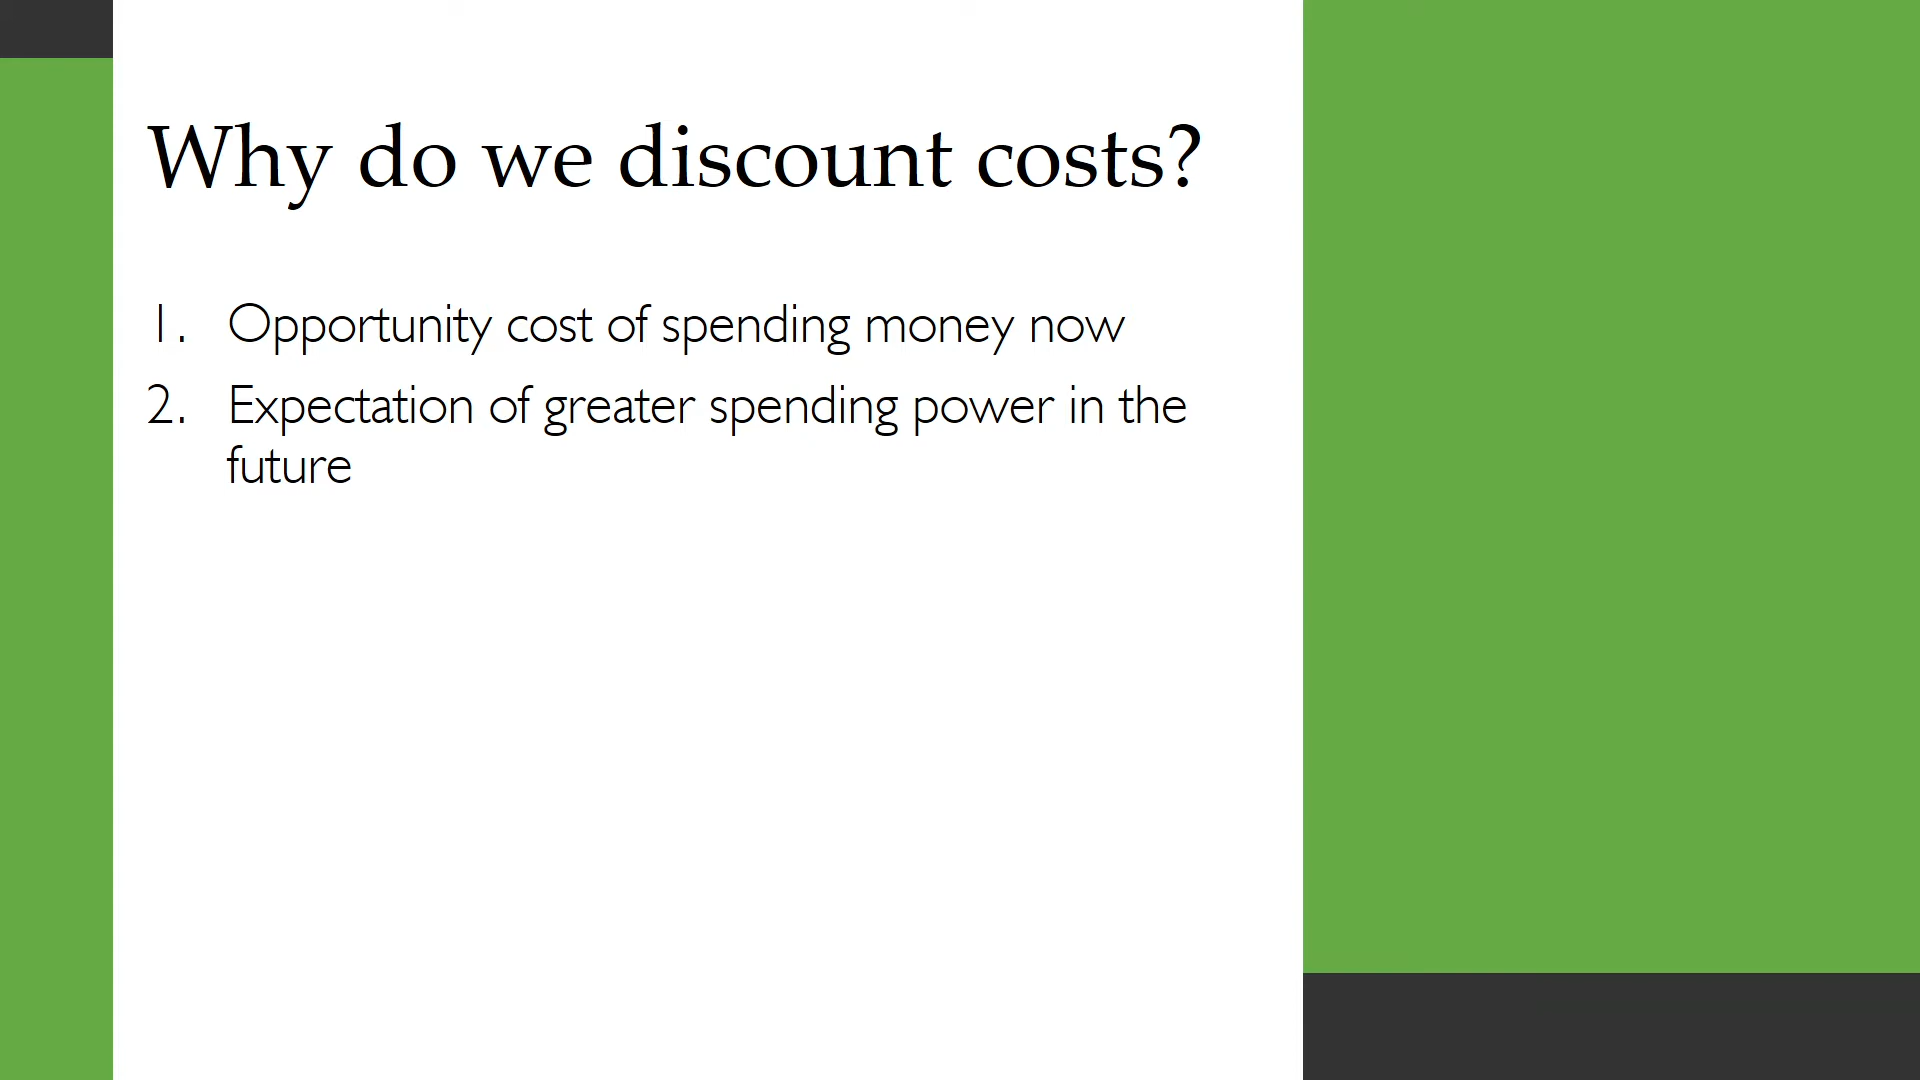 Why do we discount costs?
1. Opportunity cost of spending money now
2. Expectation of greater spending power in the
future